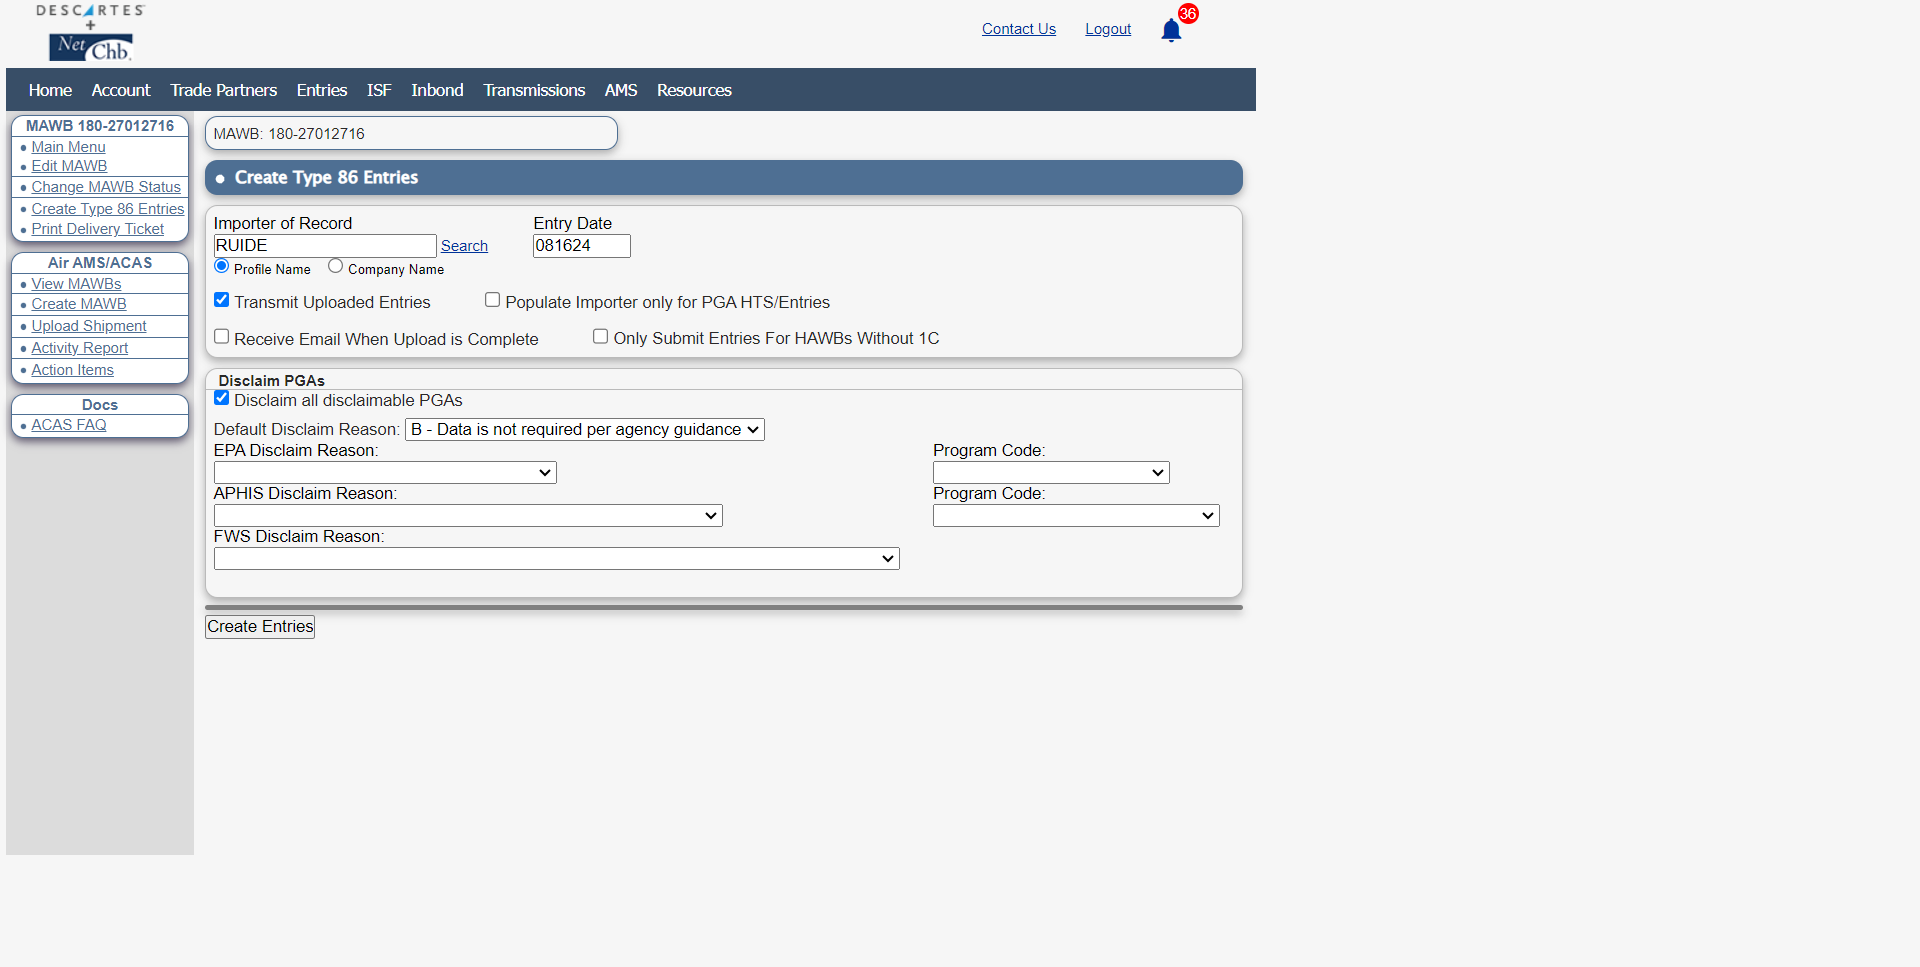 DESCARTES
+
Net Chb.
Contact Us Logout 36
Home Account Trade Partners Entries ISF Inbond Transmissions AMS Resources
MAWB 180-27012716
Main Menu
Edit MAWB
Change MAWB Status
Create Type 86 Entries
Print Delivery Ticket
Air AMS/ACAS
View MAWBs
Create MAWB
Upload Shipment
Activity Report
Action Items
Docs
ACAS FAQ
MAWB: 180-27012716
Create Type 86 Entries
Importer of Record Entry Date
RUIDE Search 081624
Profile Name Company Name
Transmit Uploaded Entries Populate Importer only for PGA HTS/Entries
Receive Email When Upload is Complete Only Submit Entries For HAWBs Without 1C
Disclaim PGAs
Disclaim all disclaimable PGAs
Default Disclaim Reason: B - Data is not required per agency guidance
EPA Disclaim Reason: Program Code:
APHIS Disclaim Reason: Program Code:
FWS Disclaim Reason:
Create Entries